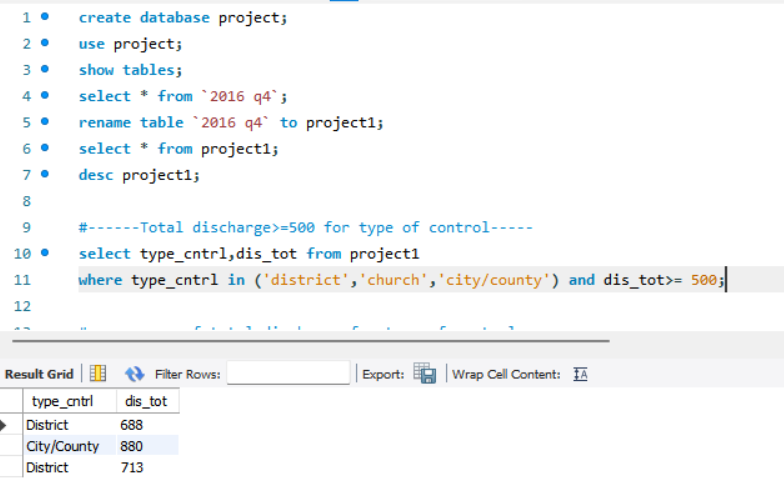 1 create database project;
2 use project;
3 show tables;
4 select * from `2016 q4`;
5 rename table `2016 q4` to project1;
6 select * from project1;
7 desc project1;
8
9 #------Total discharge>=500 for type of control-----
10 select type_cntrl,dis_tot from project1
11 where type_cntrl in ('district','church','city/county') and dis_tot>= 500;
12
Result Grid Filter Rows: Export: Wrap Cell Content:
type_cntrl dis_tot
District 688
City/County 880
District 713